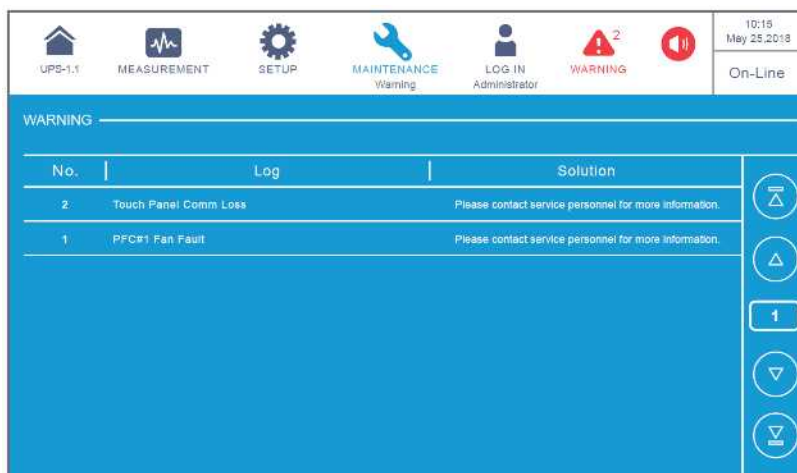 2
10:15
May 25,2018
UPS-1.1
MEASUREMENT
SETUP
MAINTENANCE
Warning
LOG IN
Administrator
WARNING
On-Line
WARNING
No. Log Solution
2 Touch Panel Comm Loss Please contact service personnel for more information.
1 PFC#1 Fan Fault Please contact service personnel for more information.
1